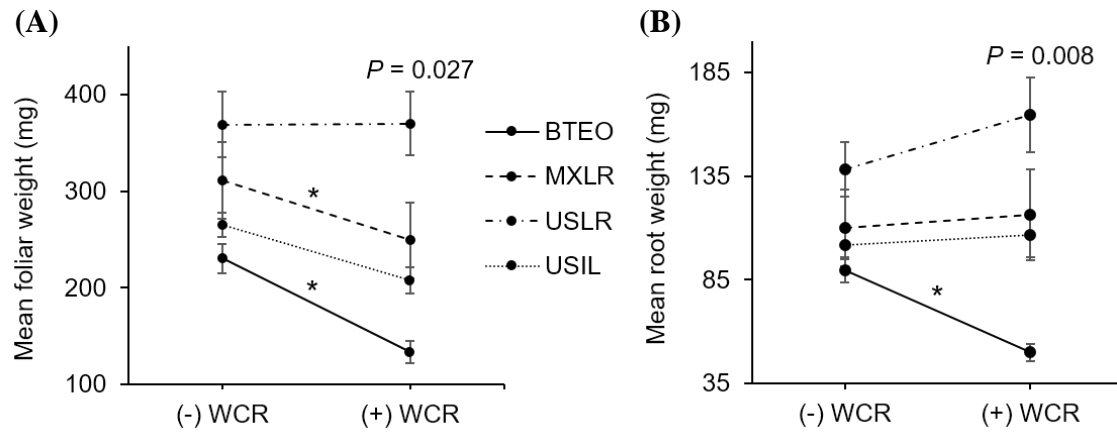 (A)
Mean foliar weight (mg)
400
300
200
100
(-) WCR
(+) WCR
P = 0.027
*
*
BTEO
MXLR
USLR
USIL
(B)
Mean root weight (mg)
185
135
85
35
(-) WCR
(+) WCR
P = 0.008
*